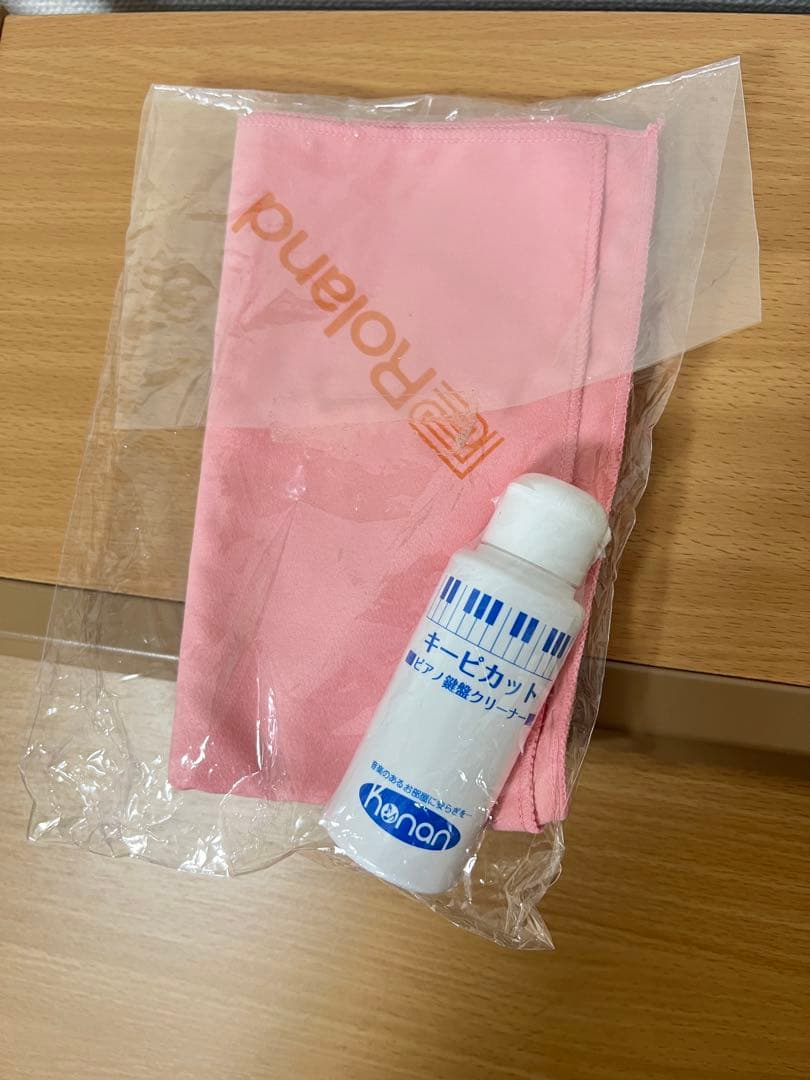 Roland
キーピカット
ピアノ鍵盤クリーナー
音楽のあるお部屋に安らぎを…
Konan